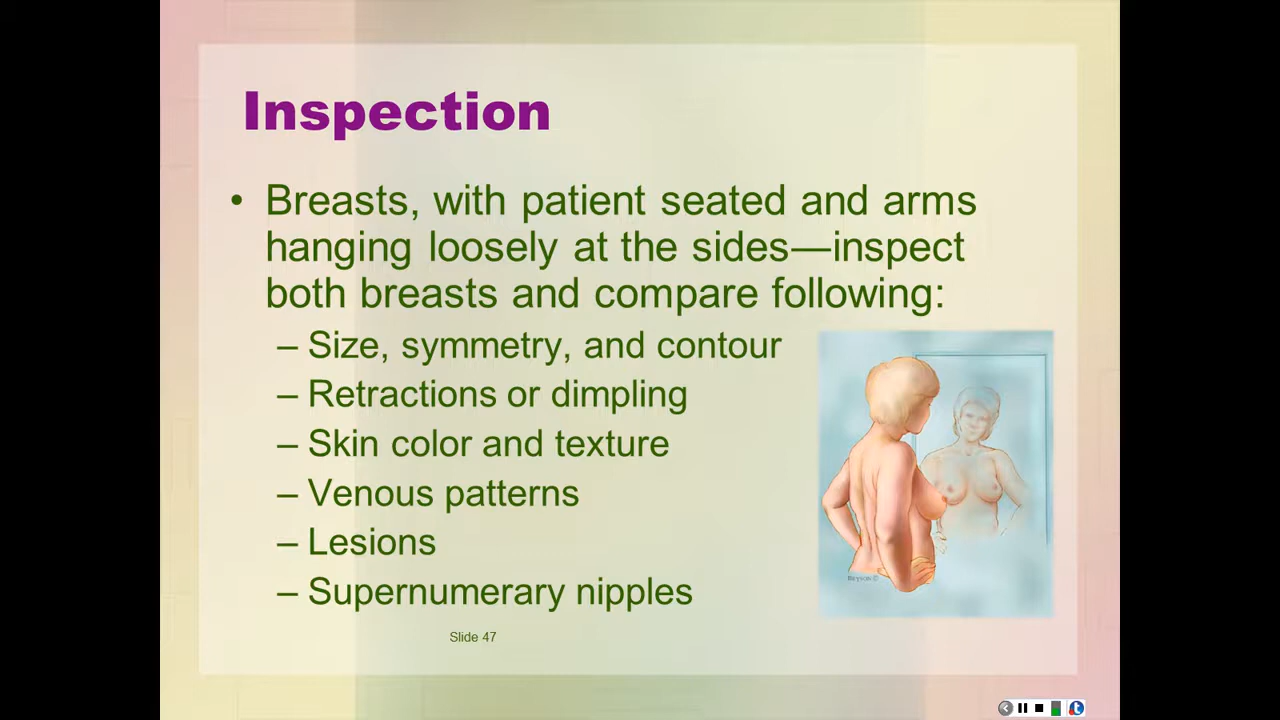 Inspection
• Breasts, with patient seated and arms
hanging loosely at the sides—inspect
both breasts and compare following:
– Size, symmetry, and contour
– Retractions or dimpling
– Skin color and texture
– Venous patterns
– Lesions
– Supernumerary nipples
Slide 47